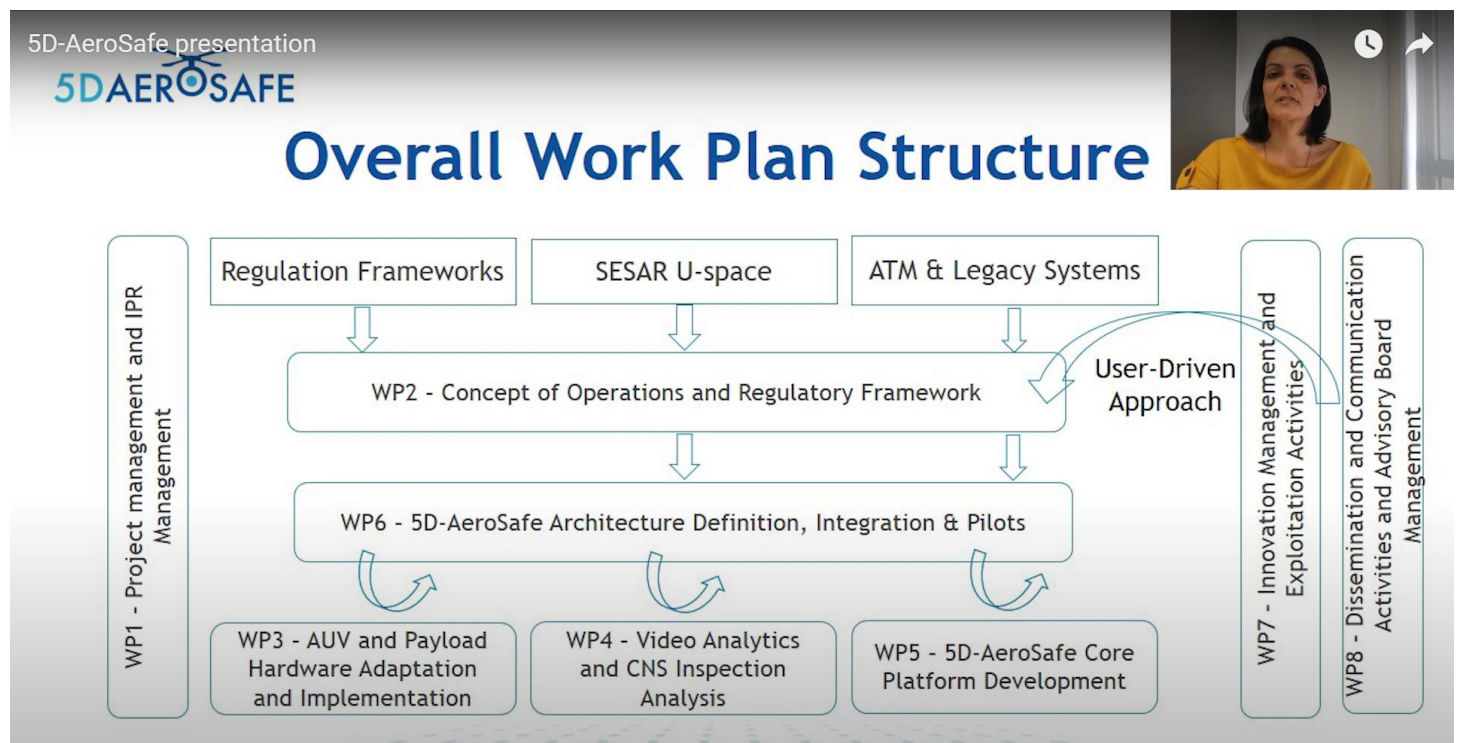 5D-AeroSafe presentation
5DAEROSAFE
Overall Work Plan Structure
WP1 - Project management and IPR
Management
Regulation Frameworks
SESAR U-space
ATM & Legacy Systems
WP2 - Concept of Operations and Regulatory Framework
User-Driven
Approach
WP6 - 5D-AeroSafe Architecture Definition, Integration & Pilots
WP3 - AUV and Payload
Hardware Adaptation
and Implementation
WP4 - Video Analytics
and CNS Inspection
Analysis
WP5 - 5D-AeroSafe Core
Platform Development
WP7 - Innovation Management and
Exploitation Activities
WP8 - Dissemination and Communication
Activities and Advisory Board
Management